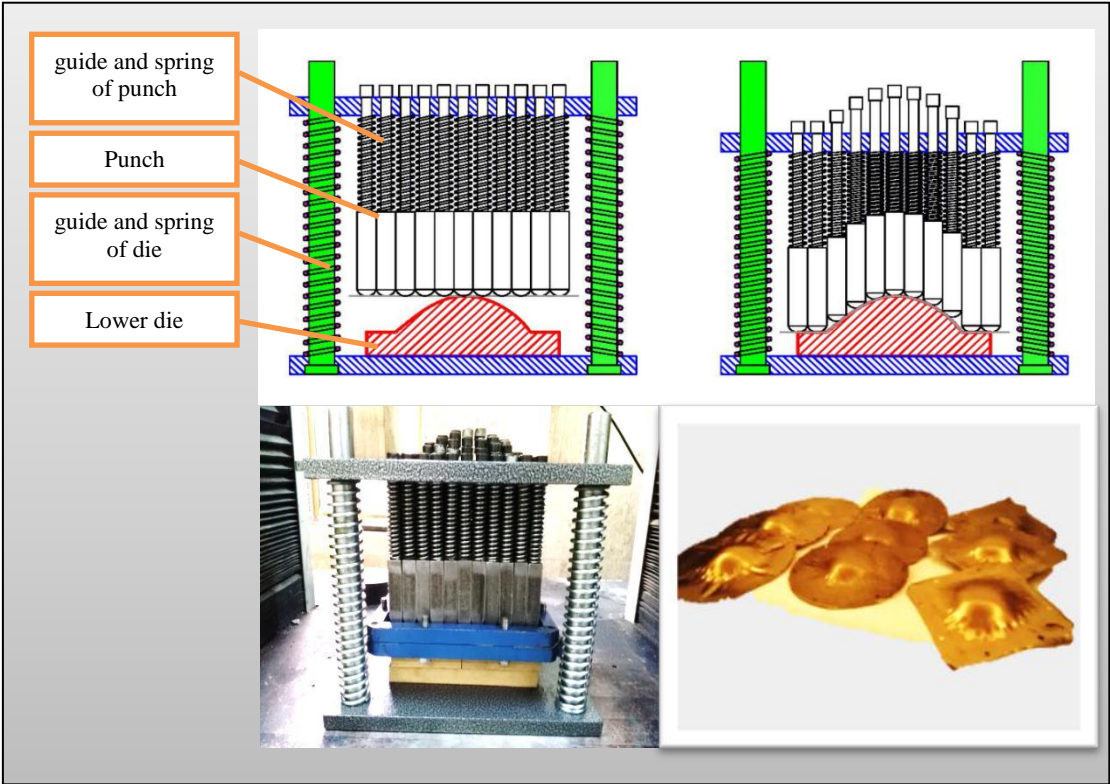 guide and spring
of punch
Punch
guide and spring
of die
Lower die